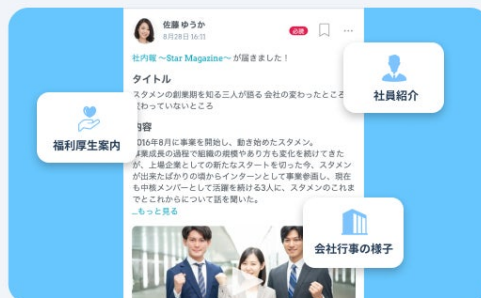 佐藤 ゆうか
8月28日 16:11
必読
社内報 ～Star Magazine～ が届きました！
タイトル
スタメンの創業期を知る三人が語る 会社の変わったところ
変わっていないところ
社員紹介
福利厚生案内
内容
2016年8月に事業を開始し、動き始めたスタメン。
事業成長の過程で組織の規模やあり方も変化を続けてきた
が、上場企業としての新たなスタートを切った今、スタメン
が出来たばかりの頃からインターンとして事業参画し、現在
も中核メンバーとして活躍を続ける3人に、スタメンのこれま
でとこれからについて話を聞いた。
...もっと見る
会社行事の様子